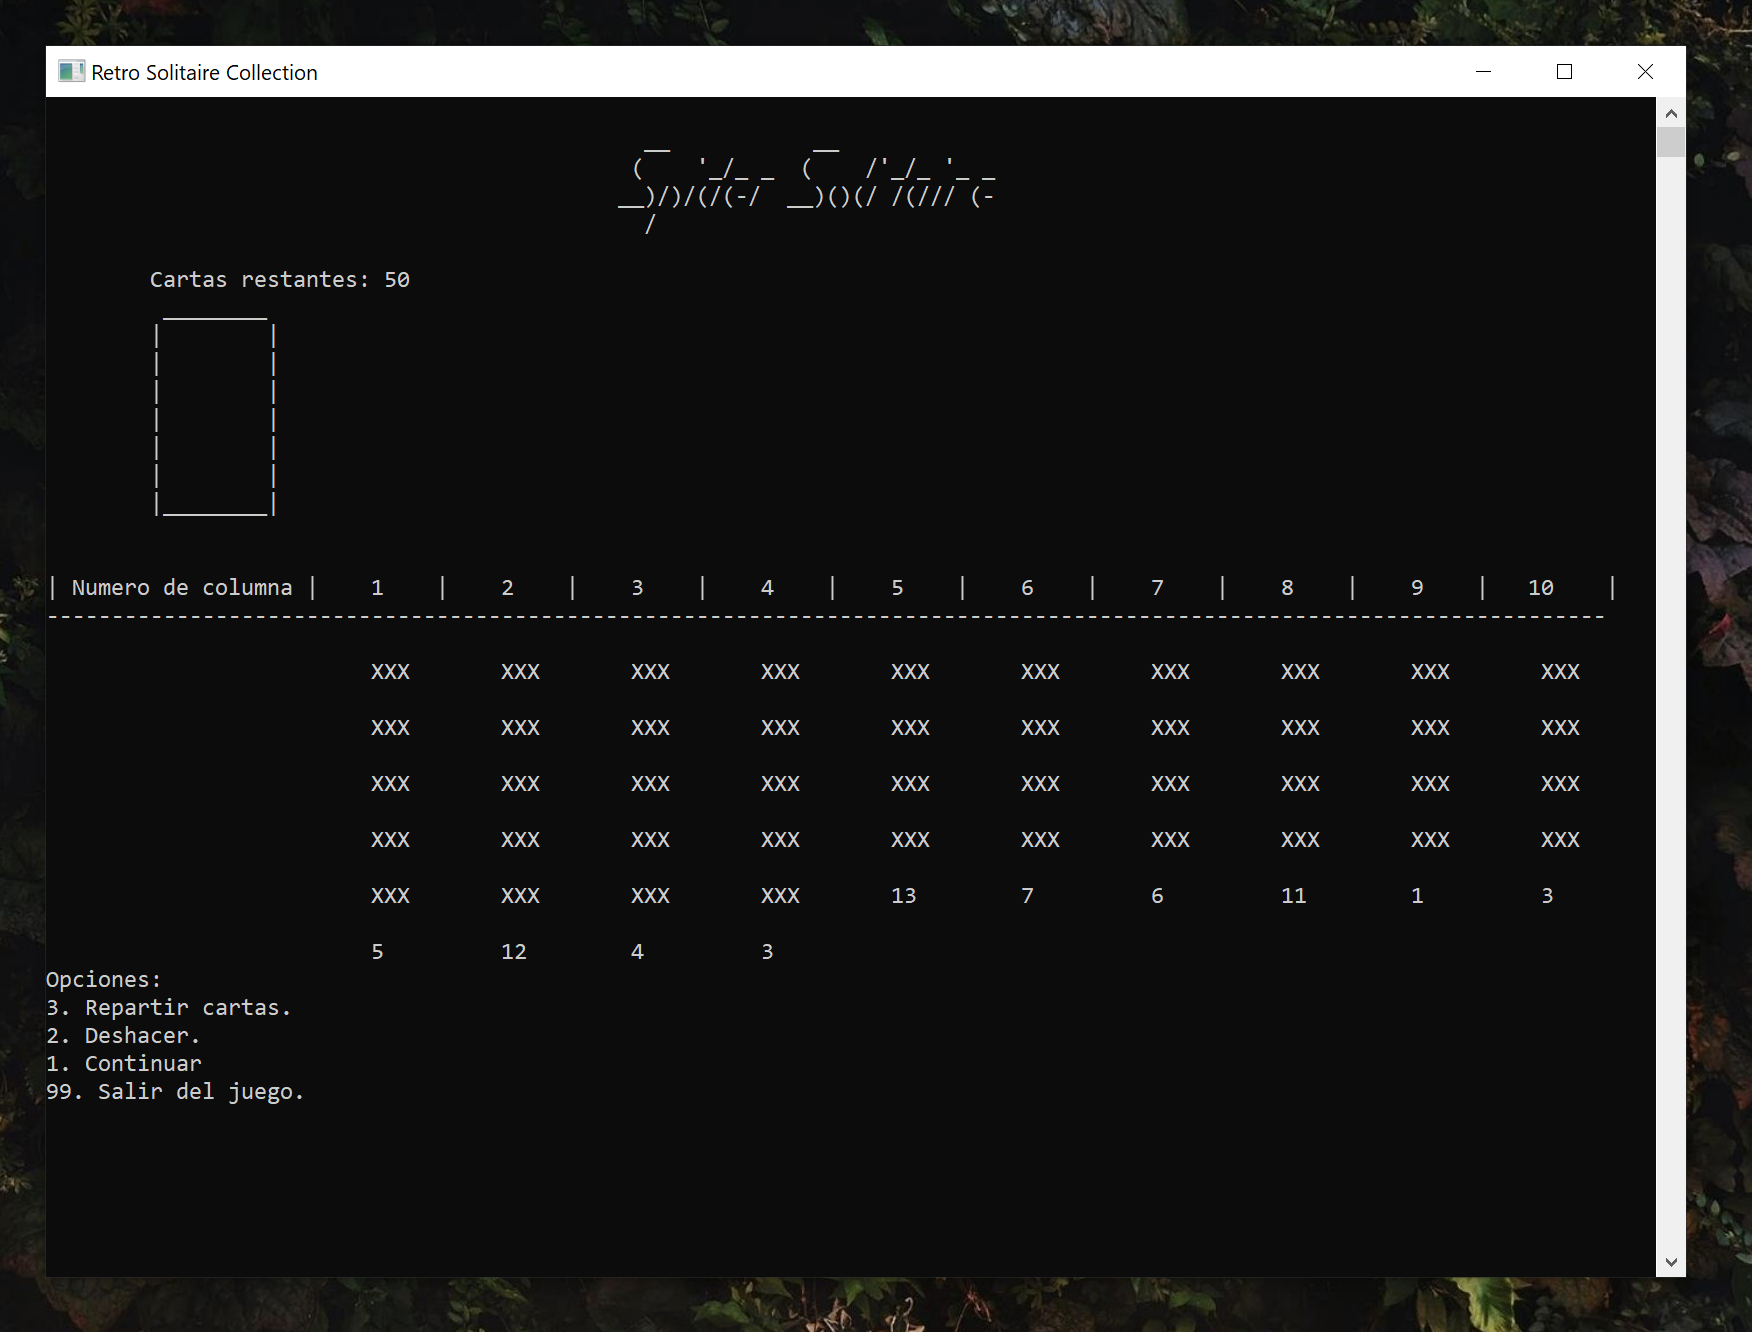 Retro Solitaire Collection
Spider Solitaire
Cartas restantes: 50
| Numero de columna | 1 | 2 | 3 | 4 | 5 | 6 | 7 | 8 | 9 | 10 |
XXX XXX XXX XXX XXX XXX XXX XXX XXX XXX
XXX XXX XXX XXX XXX XXX XXX XXX XXX XXX
XXX XXX XXX XXX XXX XXX XXX XXX XXX XXX
XXX XXX XXX XXX XXX XXX XXX XXX XXX XXX
XXX XXX XXX XXX 13 7 6 11 1 3
5 12 4 3
Opciones:
3. Repartir cartas.
2. Deshacer.
1. Continuar
99. Salir del juego.